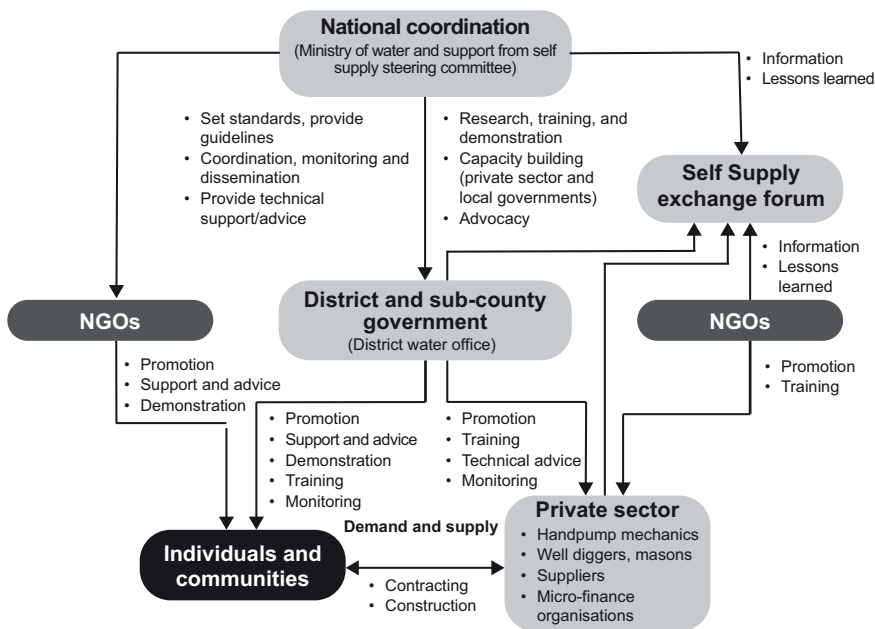 National coordination
(Ministry of water and support from self
supply steering committee)
• Information
• Lessons learned
• Set standards, provide
guidelines
• Coordination, monitoring and
dissemination
• Provide technical
support/advice
• Research, training, and
demonstration
• Capacity building
(private sector and
local governments)
• Advocacy
Self Supply
exchange forum
• Information
• Lessons
learned
NGOs
District and sub-county
government
(District water office)
NGOs
• Promotion
• Support and advice
• Demonstration
• Promotion
• Support and advice
• Demonstration
• Training
• Monitoring
• Promotion
• Training
• Technical advice
• Monitoring
• Promotion
• Training
Demand and supply
Individuals and
communities
• Contracting
• Construction
Private sector
• Handpump mechanics
• Well diggers, masons
• Suppliers
• Micro-finance
organisations